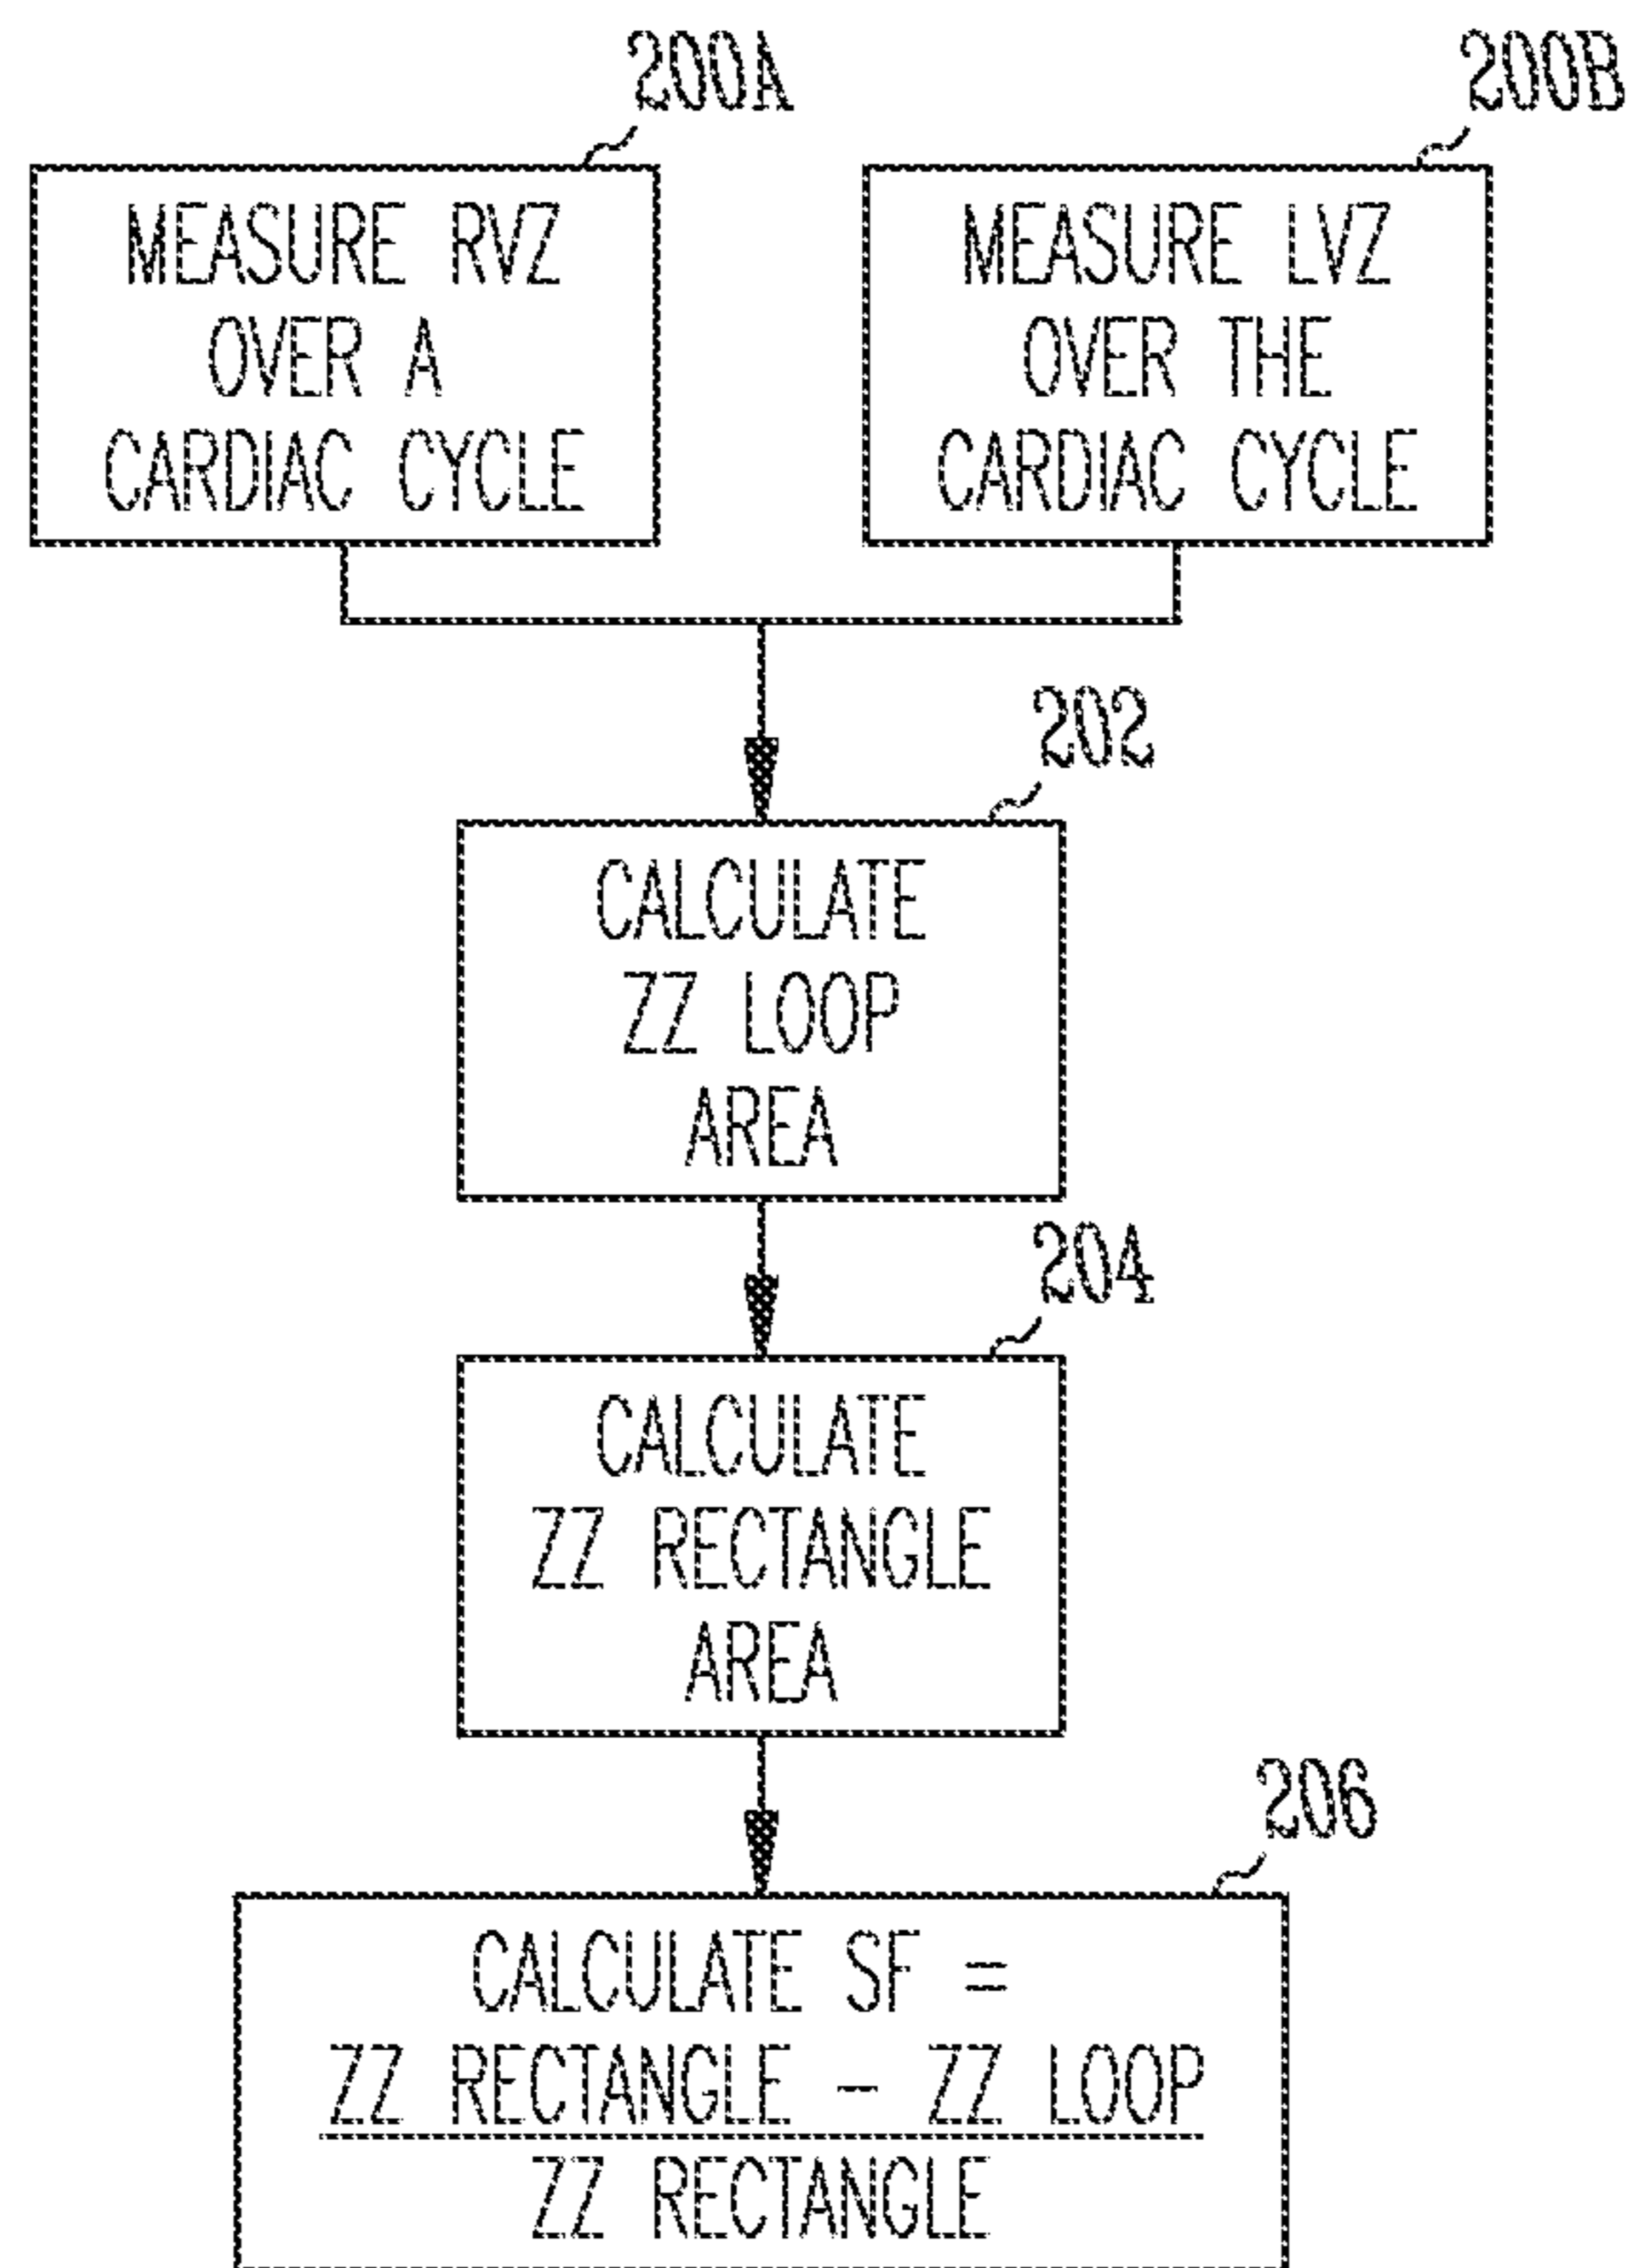 200A
MEASURE RVZ
OVER A
CARDIAC CYCLE
200B
MEASURE LVZ
OVER THE
CARDIAC CYCLE
202
CALCULATE
ZZ LOOP
AREA
204
CALCULATE
ZZ RECTANGLE
AREA
206
CALCULATE SF =
ZZ RECTANGLE - ZZ LOOP
ZZ RECTANGLE